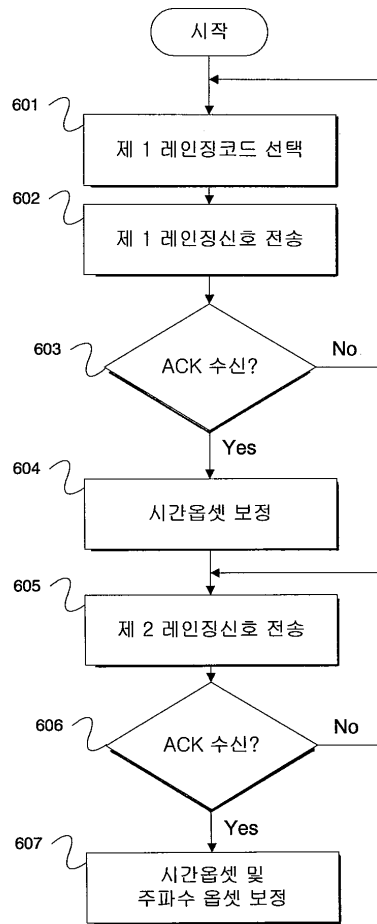 시작
601
제 1 레인징코드 선택
602
제 1 레인징신호 전송
603
ACK 수신?
No
Yes
604
시간옵셋 보정
605
제 2 레인징신호 전송
606
ACK 수신?
No
Yes
607
시간옵셋 및
주파수 옵셋 보정